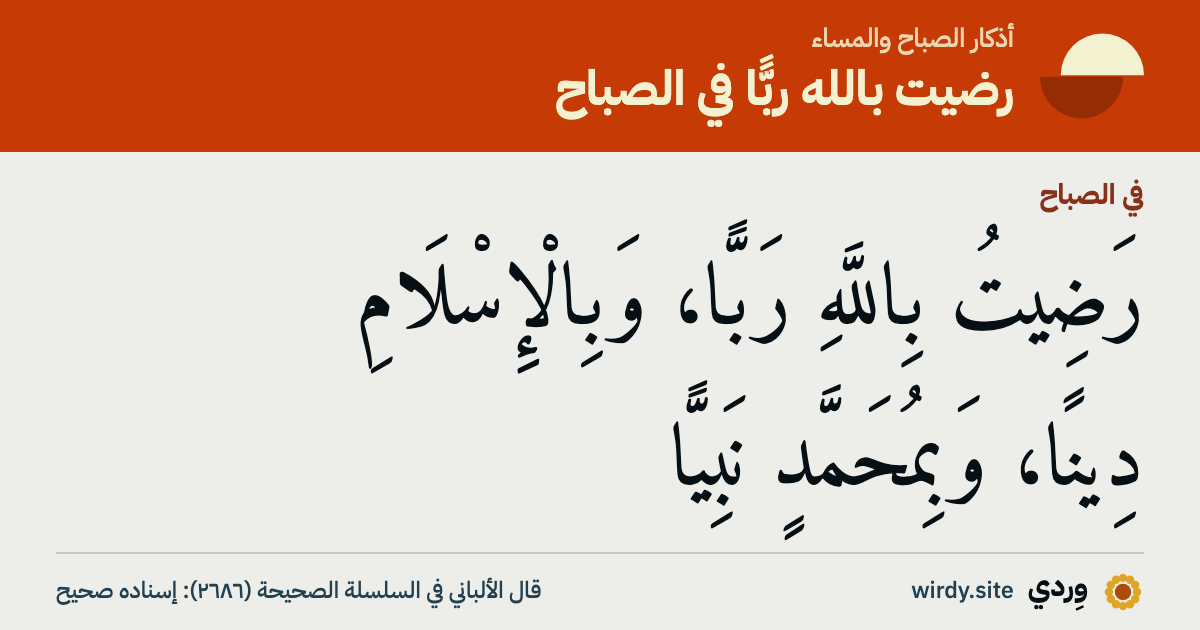 أذكار الصباح والمساء
رضيت بالله ربًّا في الصباح
في الصباح
رَضِيتُ بِاللَّهِ رَبًّا، وَبِالْإِسْلَامِ
دِينًا، وَبِمُحَمَّدٍ نَبِيًّا
وِردي wirdy.site
قال الألباني في السلسلة الصحيحة (٢٦٨٦): إسناده صحيح